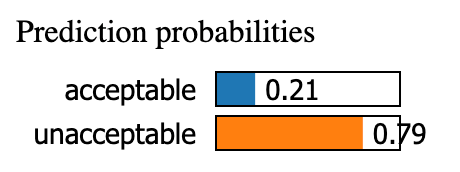 Prediction probabilities
acceptable 0.21
unacceptable 0.79